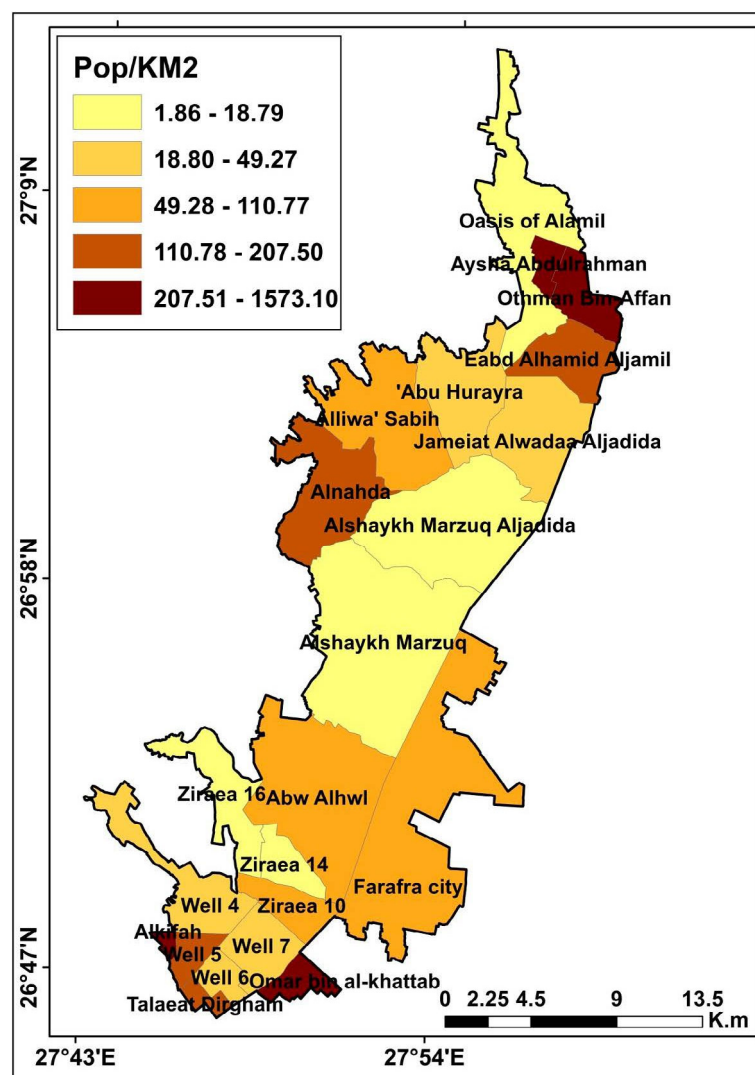 Pop/KM2
1.86 - 18.79
18.80 - 49.27
49.28 - 110.77
110.78 - 207.50
207.51 - 1573.10
27°9'N
26°58'N
26°47'N
Oasis of Alamil
Aysha Abdulrahman
Othman Bin Affan
Eabd Alhamid Aljamil
'Abu Hurayra
Alliwa' Sabih
Jameiat Alwadaa Aljadida
Alnahda
Alshaykh Marzuq Aljadida
Alshaykh Marzuq
Ziraea 16
Abw Alhwl
Ziraea 14
Farafra city
Well 4
Ziraea 10
Alkifah
Well 5
Well 7
Well 6
Omar bin al-khattab
Talaeat Dirgham
0 2.25 4.5 9 13.5
K.m
27°43'E
27°54'E